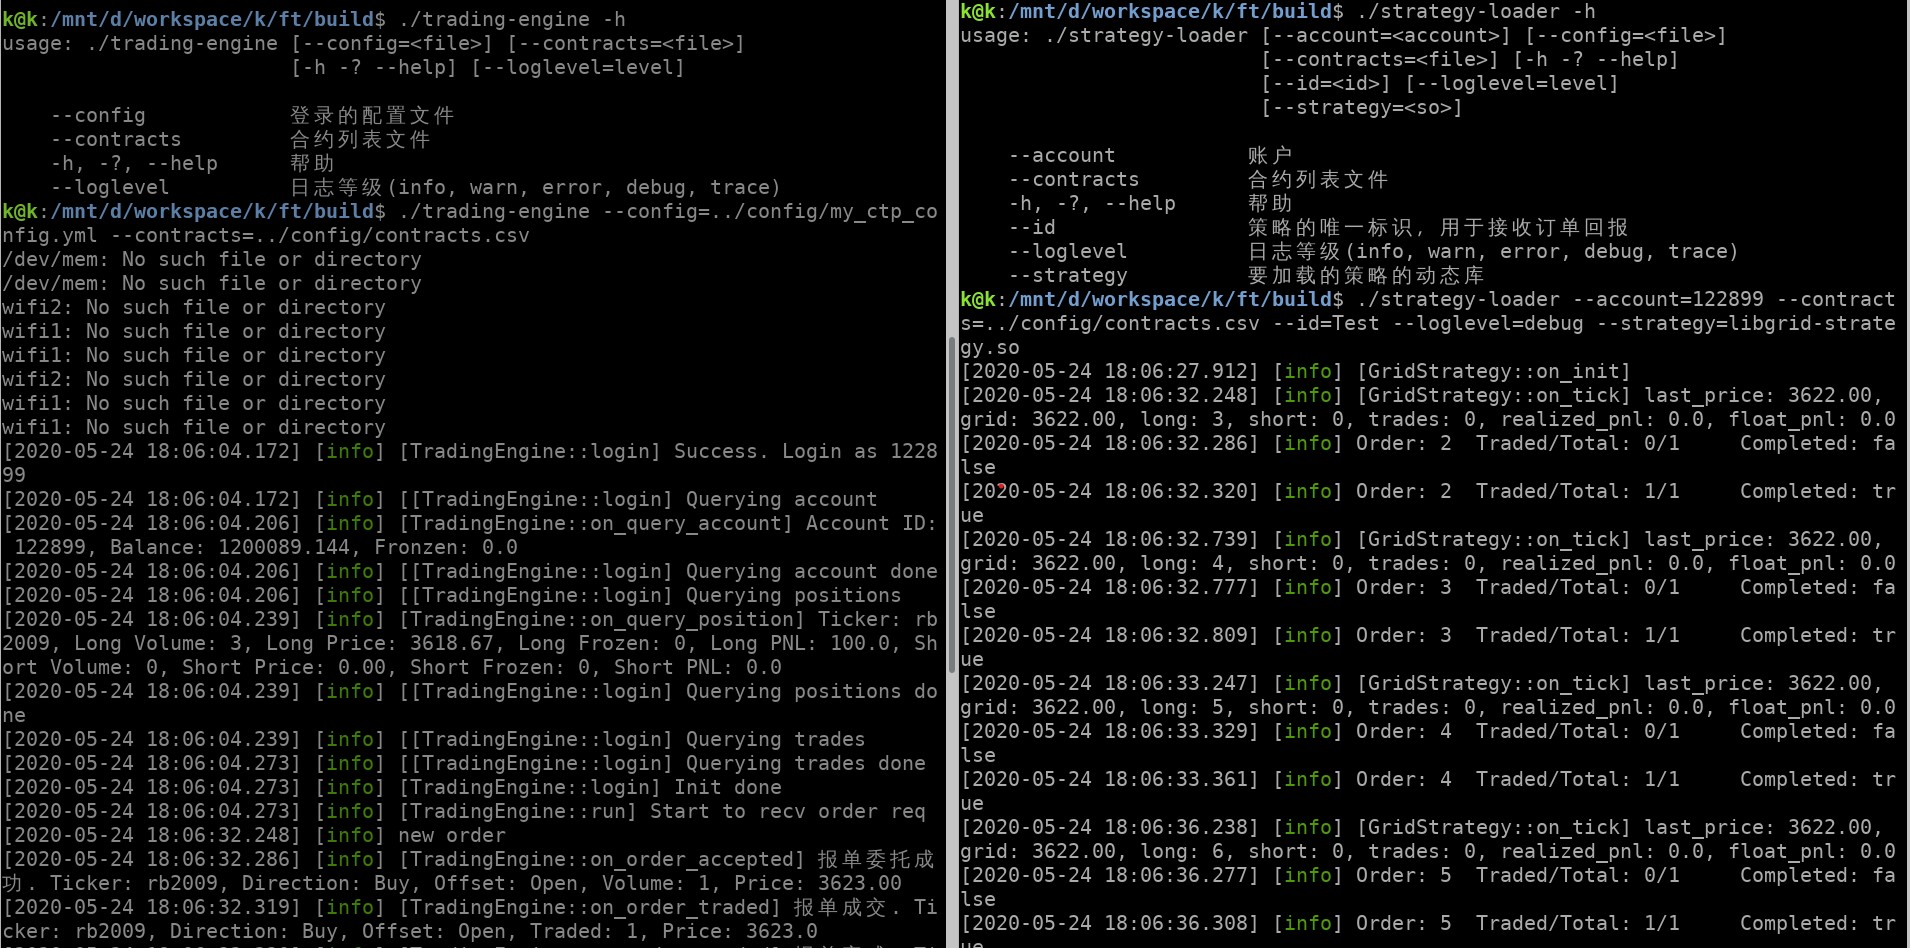 k@k:/mnt/d/workspace/k/ft/build$ ./trading-engine -h
usage: ./trading-engine [--config=<file>] [--contracts=<file>]
[-h -? --help] [--loglevel=level]
--config 登录的配置文件
--contracts 合约列表文件
-h, -?, --help 帮助
--loglevel 日志等级(info, warn, error, debug, trace)
k@k:/mnt/d/workspace/k/ft/build$ ./trading-engine --config=../config/my_ctp_co
nfig.yml --contracts=../config/contracts.csv
/dev/mem: No such file or directory
/dev/mem: No such file or directory
wifi2: No such file or directory
wifi1: No such file or directory
wifi1: No such file or directory
wifi2: No such file or directory
wifi1: No such file or directory
wifi1: No such file or directory
[2020-05-24 18:06:04.172] [info] [TradingEngine::login] Success. Login as 1228
99
[2020-05-24 18:06:04.172] [info] [[TradingEngine::login] Querying account
[2020-05-24 18:06:04.206] [info] [TradingEngine::on_query_account] Account ID:
122899, Balance: 1200089.144, Fronzen: 0.0
[2020-05-24 18:06:04.206] [info] [[TradingEngine::login] Querying account done
[2020-05-24 18:06:04.206] [info] [[TradingEngine::login] Querying positions
[2020-05-24 18:06:04.239] [info] [TradingEngine::on_query_position] Ticker: rb
2009, Long Volume: 3, Long Price: 3618.67, Long Frozen: 0, Long PNL: 100.0, Sh
ort Volume: 0, Short Price: 0.00, Short Frozen: 0, Short PNL: 0.0
[2020-05-24 18:06:04.239] [info] [[TradingEngine::login] Querying positions do
ne
[2020-05-24 18:06:04.239] [info] [[TradingEngine::login] Querying trades
[2020-05-24 18:06:04.273] [info] [[TradingEngine::login] Querying trades done
[2020-05-24 18:06:04.273] [info] [TradingEngine::login] Init done
[2020-05-24 18:06:04.273] [info] [TradingEngine::run] Start to recv order req
[2020-05-24 18:06:32.248] [info] new order
[2020-05-24 18:06:32.286] [info] [TradingEngine::on_order_accepted] 报单委托成
功. Ticker: rb2009, Direction: Buy, Offset: Open, Volume: 1, Price: 3623.00
[2020-05-24 18:06:32.319] [info] [TradingEngine::on_order_traded] 报单成交. Ti
cker: rb2009, Direction: Buy, Offset: Open, Traded: 1, Price: 3623.0
k@k:/mnt/d/workspace/k/ft/build$ ./strategy-loader -h
usage: ./strategy-loader [--account=<account>] [--config=<file>]
[--contracts=<file>] [-h -? --help]
[--id=<id>] [--loglevel=level]
[--strategy=<so>]
--account 账户
--contracts 合约列表文件
-h, -?, --help 帮助
--id 策略的唯一标识, 用于接收订单回报
--loglevel 日志等级(info, warn, error, debug, trace)
--strategy 要加载的策略的动态库
k@k:/mnt/d/workspace/k/ft/build$ ./strategy-loader --account=122899 --contract
s=../config/contracts.csv --id=Test --loglevel=debug --strategy=libgrid-strate
gy.so
[2020-05-24 18:06:27.912] [info] [GridStrategy::on_init]
[2020-05-24 18:06:32.248] [info] [GridStrategy::on_tick] last_price: 3622.00,
grid: 3622.00, long: 3, short: 0, trades: 0, realized_pnl: 0.0, float_pnl: 0.0
[2020-05-24 18:06:32.286] [info] Order: 2 Traded/Total: 0/1 Completed: fa
lse
[2020-05-24 18:06:32.320] [info] Order: 2 Traded/Total: 1/1 Completed: tr
ue
[2020-05-24 18:06:32.739] [info] [GridStrategy::on_tick] last_price: 3622.00,
grid: 3622.00, long: 4, short: 0, trades: 0, realized_pnl: 0.0, float_pnl: 0.0
[2020-05-24 18:06:32.777] [info] Order: 3 Traded/Total: 0/1 Completed: fa
lse
[2020-05-24 18:06:32.809] [info] Order: 3 Traded/Total: 1/1 Completed: tr
ue
[2020-05-24 18:06:33.247] [info] [GridStrategy::on_tick] last_price: 3622.00,
grid: 3622.00, long: 5, short: 0, trades: 0, realized_pnl: 0.0, float_pnl: 0.0
[2020-05-24 18:06:33.329] [info] Order: 4 Traded/Total: 0/1 Completed: fa
lse
[2020-05-24 18:06:33.361] [info] Order: 4 Traded/Total: 1/1 Completed: tr
ue
[2020-05-24 18:06:36.238] [info] [GridStrategy::on_tick] last_price: 3622.00,
grid: 3622.00, long: 6, short: 0, trades: 0, realized_pnl: 0.0, float_pnl: 0.0
[2020-05-24 18:06:36.277] [info] Order: 5 Traded/Total: 0/1 Completed: fa
lse
[2020-05-24 18:06:36.308] [info] Order: 5 Traded/Total: 1/1 Completed: tr
ue